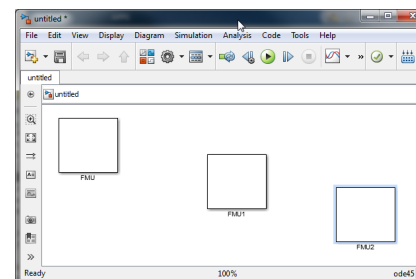 untitled *
File Edit View Display Diagram Simulation Analysis Code Tools Help
untitled
untitled
FMU
FMU1
FMU2
Ready 100% ode45